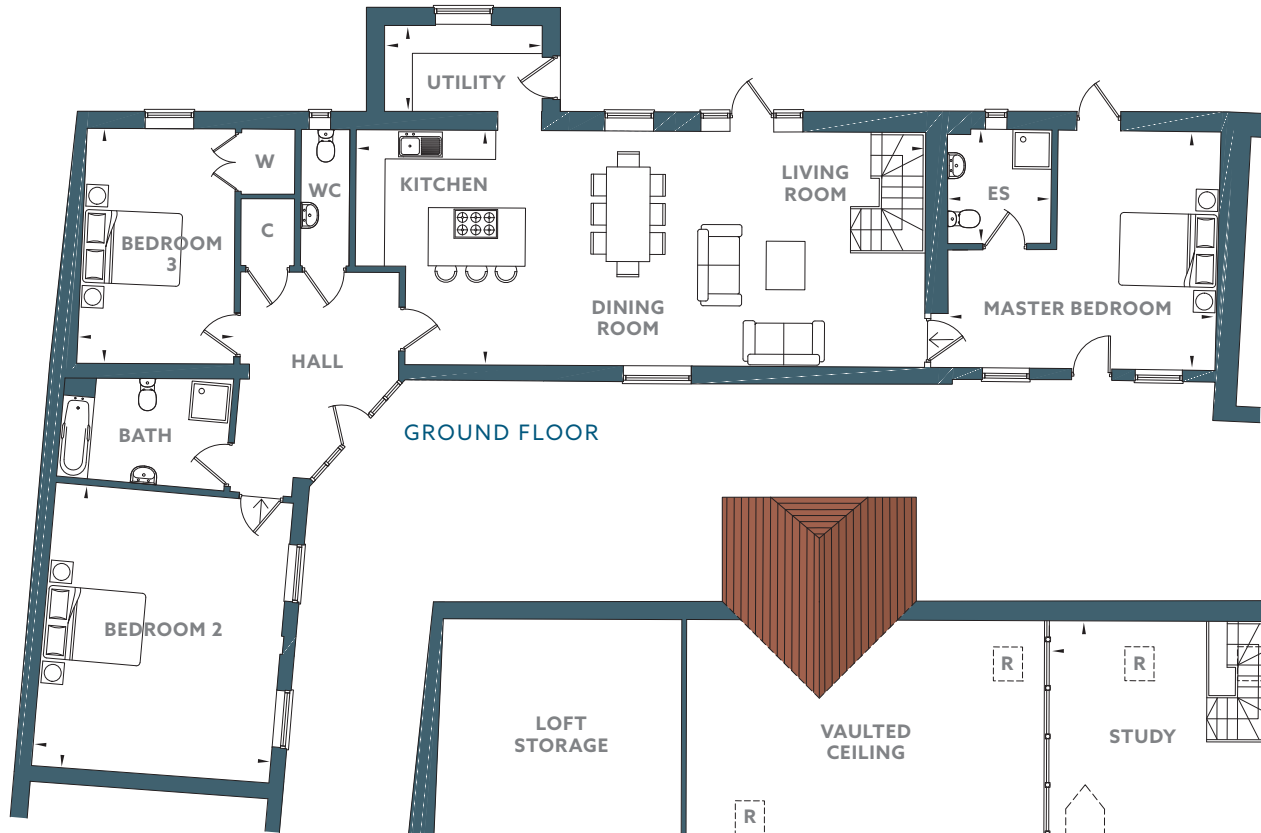 UTILITY
W
WC
KITCHEN
LIVING
ROOM
ES
C
BEDROOM
3
DINING
ROOM
MASTER BEDROOM
HALL
BATH
GROUND FLOOR
BEDROOM 2
R
R
LOFT
STORAGE
VAULTED
CEILING
STUDY
R